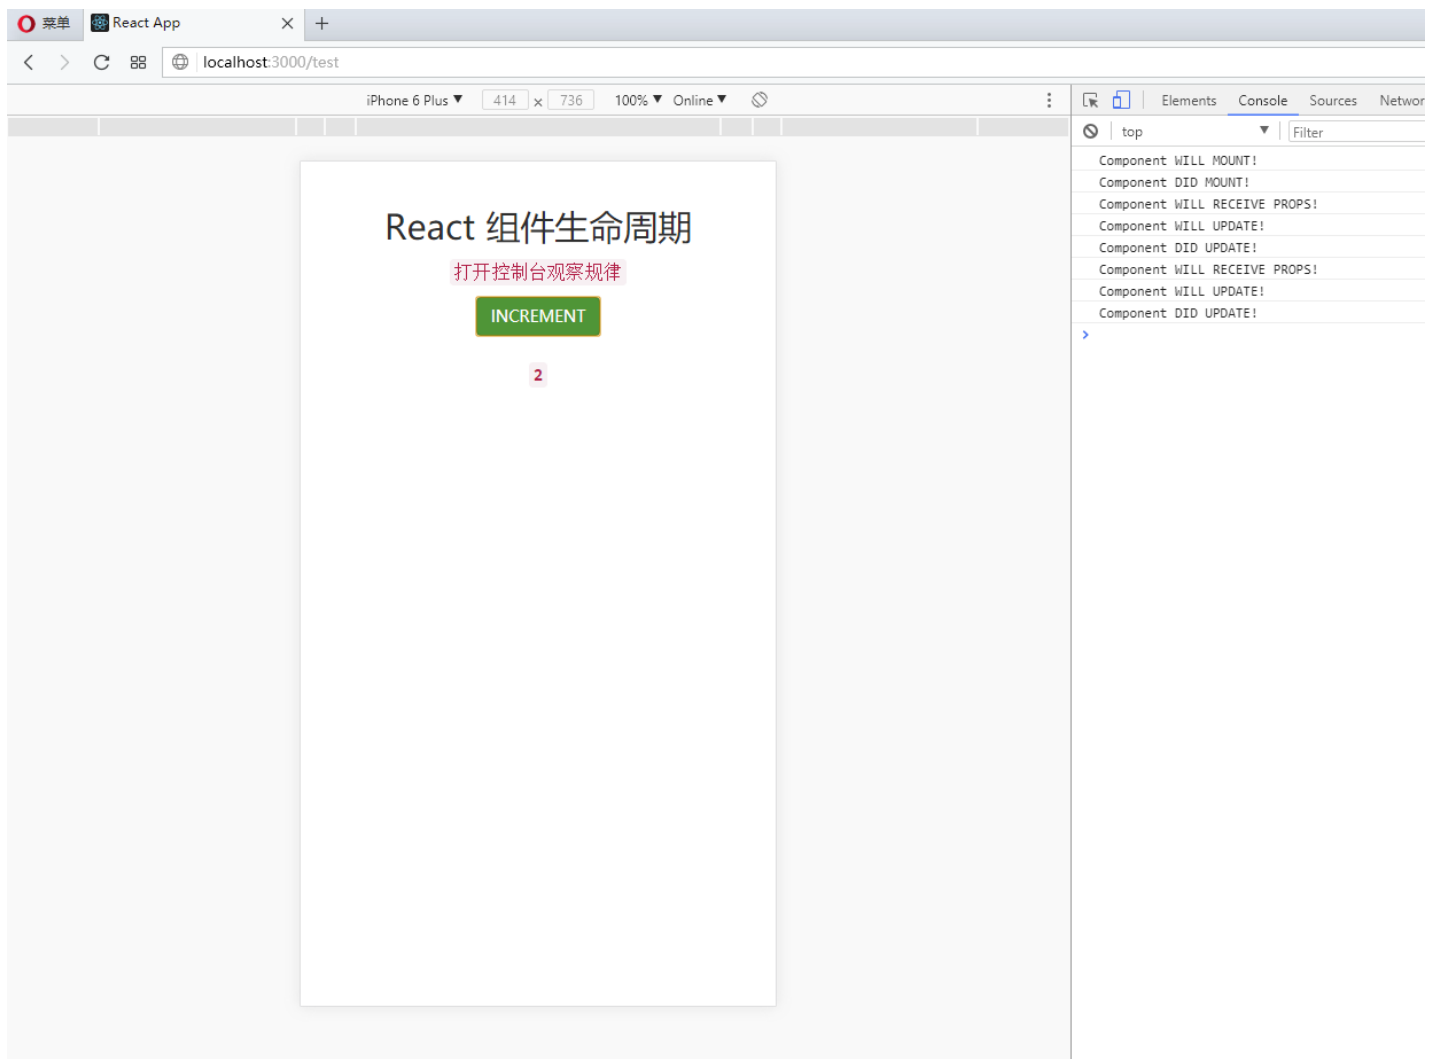 菜单 React App
localhost:3000/test
iPhone 6 Plus ▼ 414 x 736 100% ▼ Online ▼
Elements Console Sources Networ
top ▼ Filter
React 组件生命周期
打开控制台观察规律
INCREMENT
2
Component WILL MOUNT!
Component DID MOUNT!
Component WILL RECEIVE PROPS!
Component WILL UPDATE!
Component DID UPDATE!
Component WILL RECEIVE PROPS!
Component WILL UPDATE!
Component DID UPDATE!